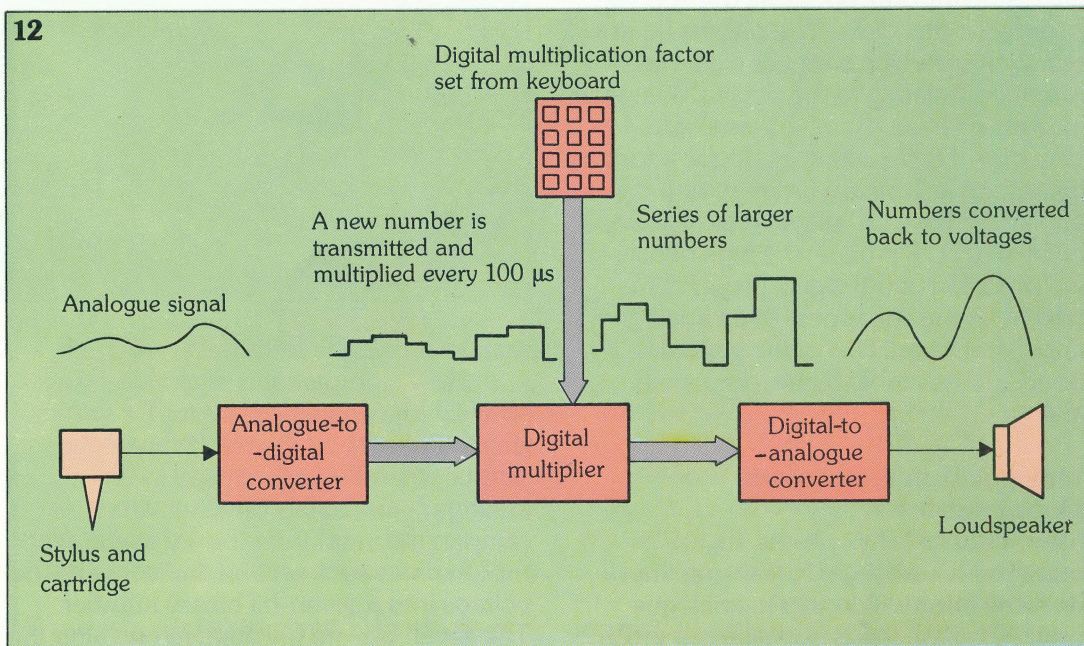 12
Digital multiplication factor
set from keyboard
A new number is
transmitted and
multiplied every 100 µs
Series of larger
numbers
Numbers converted
back to voltages
Analogue signal
Analogue-to
-digital
converter
Digital
multiplier
Digital-to
-analogue
converter
Stylus and
cartridge
Loudspeaker